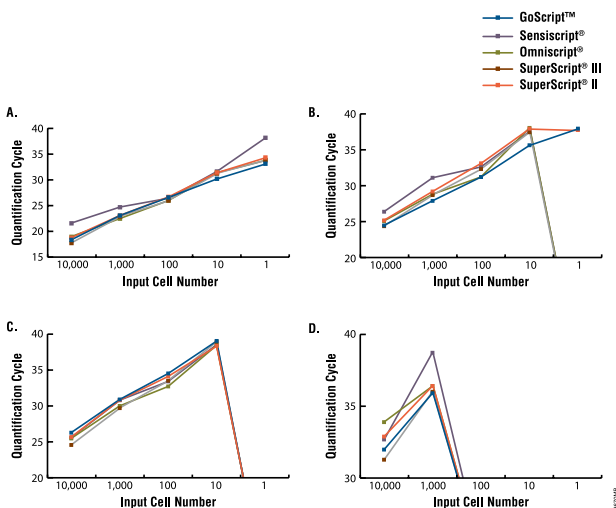 GoScript™
Sensiscript®
Omniscript®
SuperScript® III
SuperScript® II
A.
Quantification Cycle
40
35
30
25
20
15
10,000 1,000 100 10 1
Input Cell Number
B.
Quantification Cycle
40
35
30
25
20
10,000 1,000 100 10 1
Input Cell Number
C.
Quantification Cycle
40
35
30
25
20
10,000 1,000 100 10 1
Input Cell Number
D.
Quantification Cycle
40
35
30
10,000 1,000 100 10 1
Input Cell Number